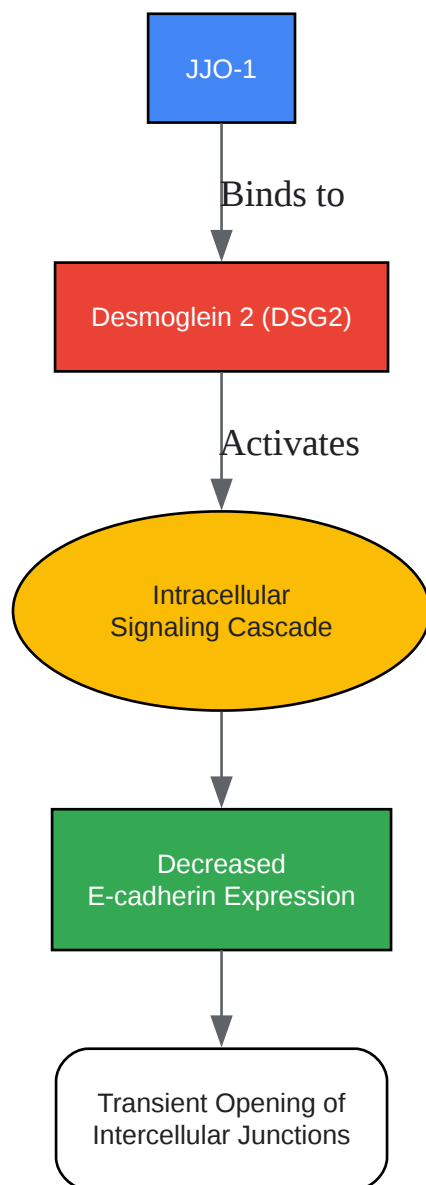 JJO-1
Binds to
Desmoglein 2 (DSG2)
Activates
Intracellular
Signaling Cascade
Decreased
E-cadherin Expression
Transient Opening of
Intercellular Junctions